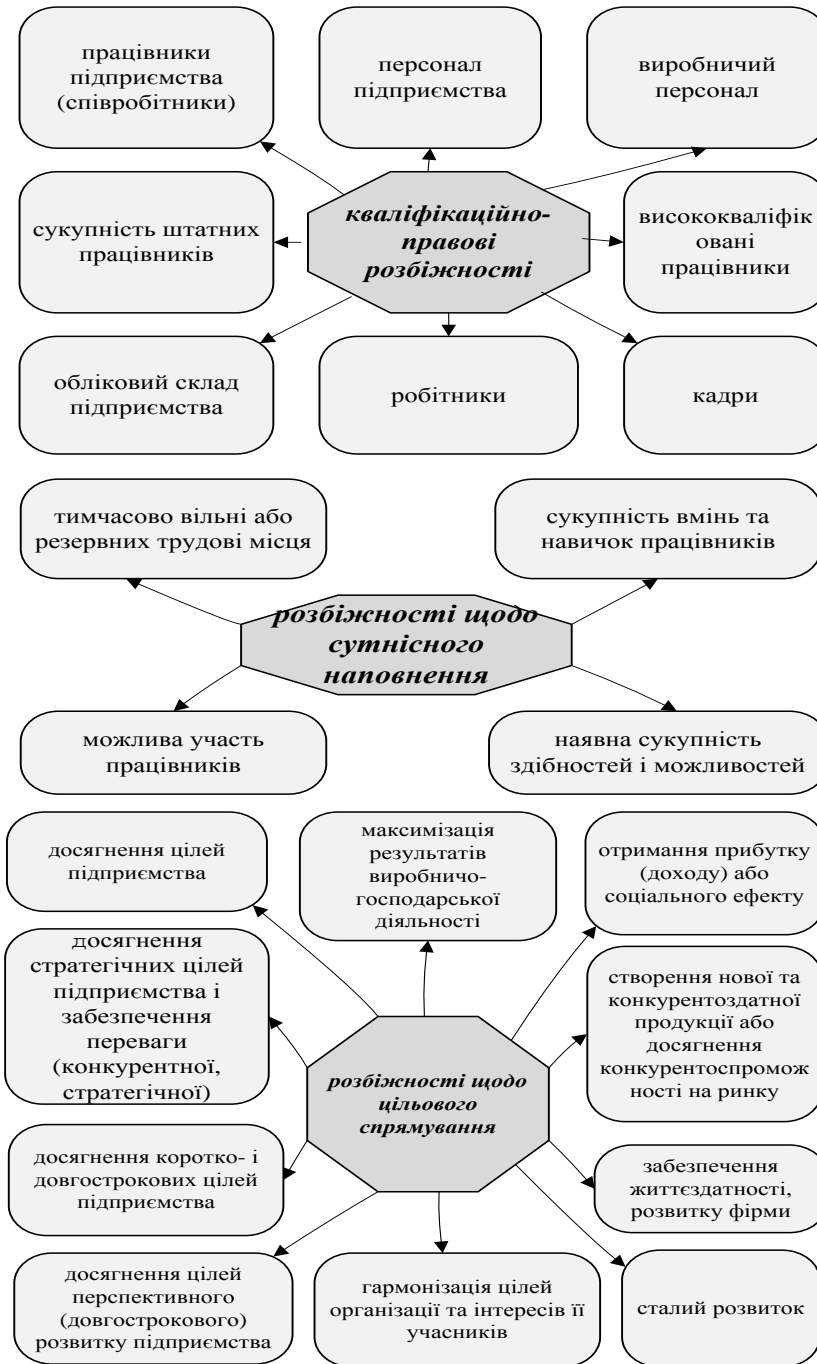 працівники
підприємства
(співробітники)
персонал
підприємства
виробничий
персонал
сукупність штатних
працівників
кваліфікаційно-
правові
розбіжності
висококваліфік
овані
працівники
обліковий склад
підприємства
робітники
кадри
тимчасово вільні або
резервних трудові місця
сукупність вмінь та
навичок працівників
розбіжності щодо
сутнісного
наповнення
можлива участь
працівників
наявна сукупність
здібностей і можливостей
досягнення цілей
підприємства
максимізація
результатів
виробничо-
господарської
діяльності
отримання прибутку
(доходу) або
соціального ефекту
досягнення
стратегічних цілей
підприємства і
забезпечення
переваги
(конкурентної,
стратегічної)
створення нової та
конкурентоздатної
продукції або
досягнення
конкурентоспромож
ності на ринку
розбіжності щодо
цільового
спрямування
досягнення коротко- і
довгострокових цілей
підприємства
забезпечення
життєздатності,
розвитку фірми
досягнення цілей
перспективного
(довгострокового)
розвитку підприємства
гармонізація цілей
організації та інтересів її
учасників
сталий розвиток